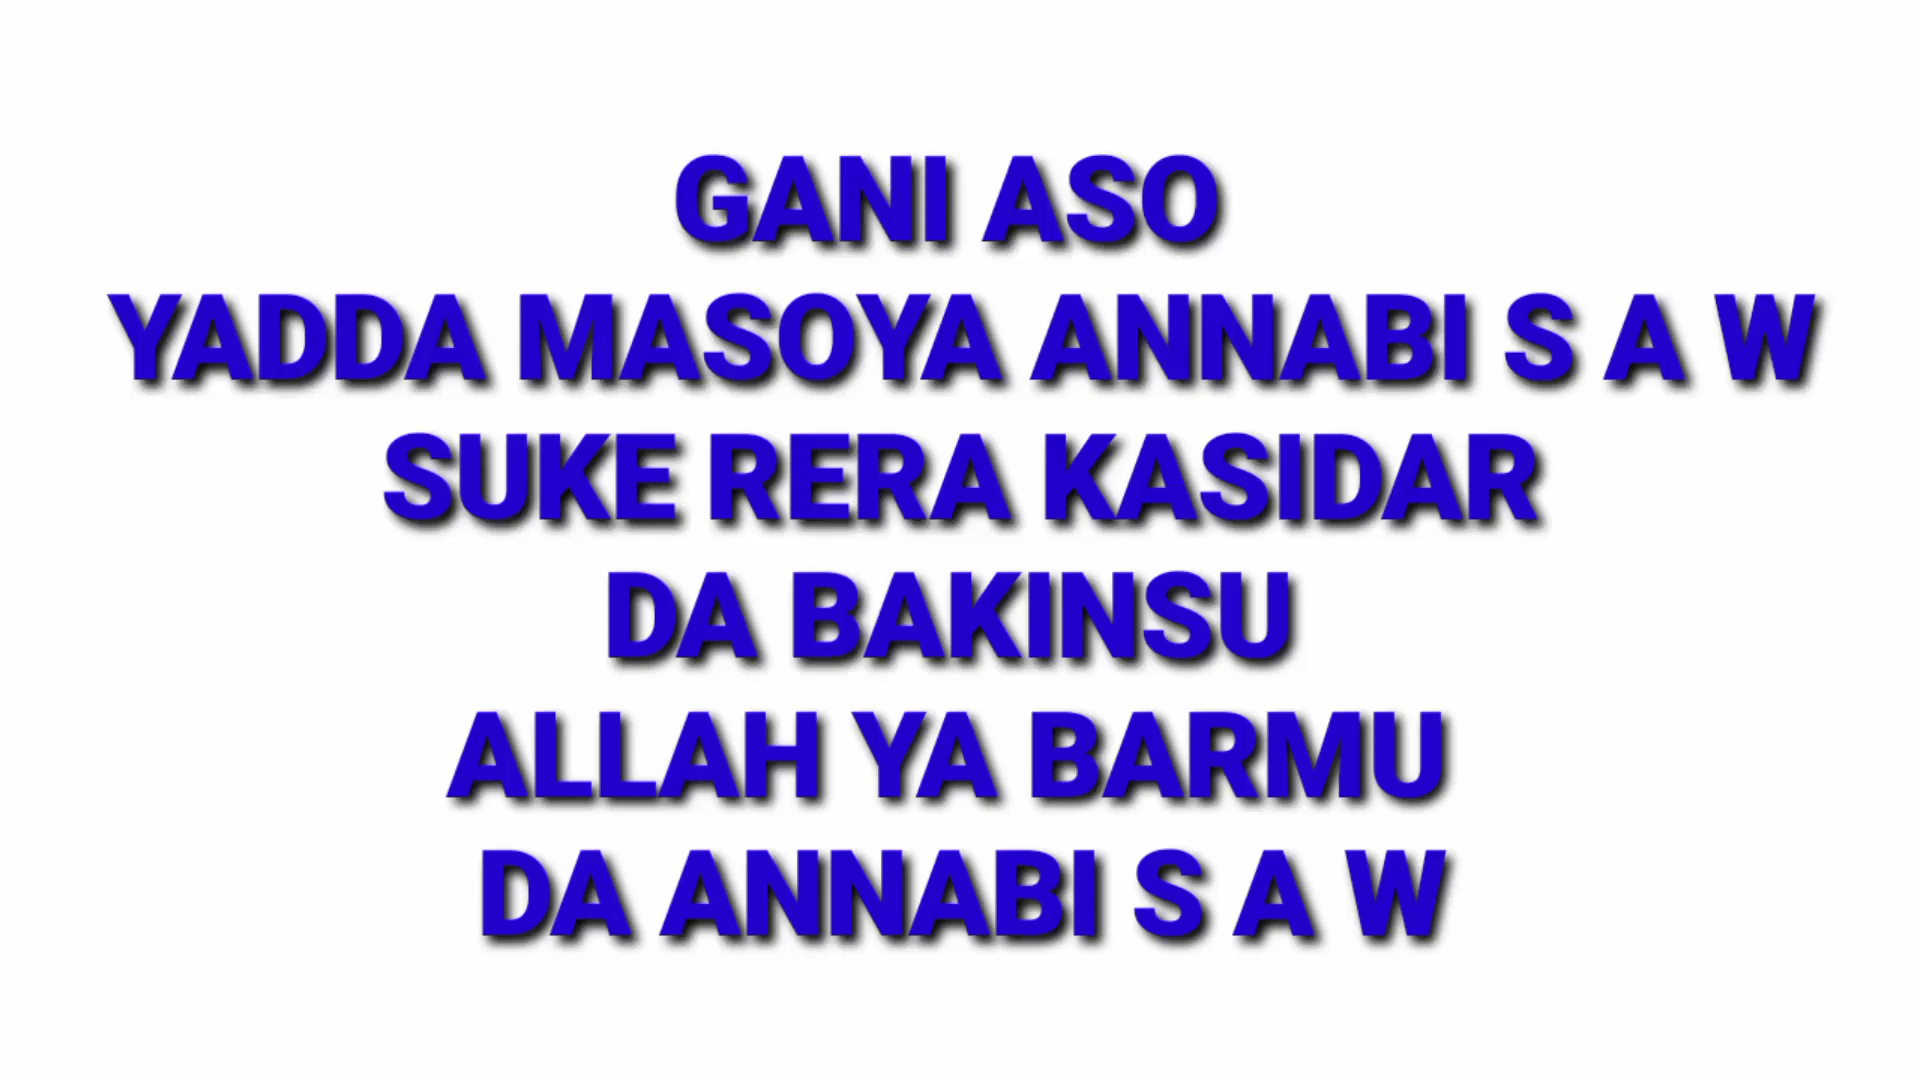 GANI ASO
YADDA MASOYA ANNABI S A W
SUKE RERA KASIDAR
DA BAKINSU
ALLAH YA BARMU
DA ANNABI S A W